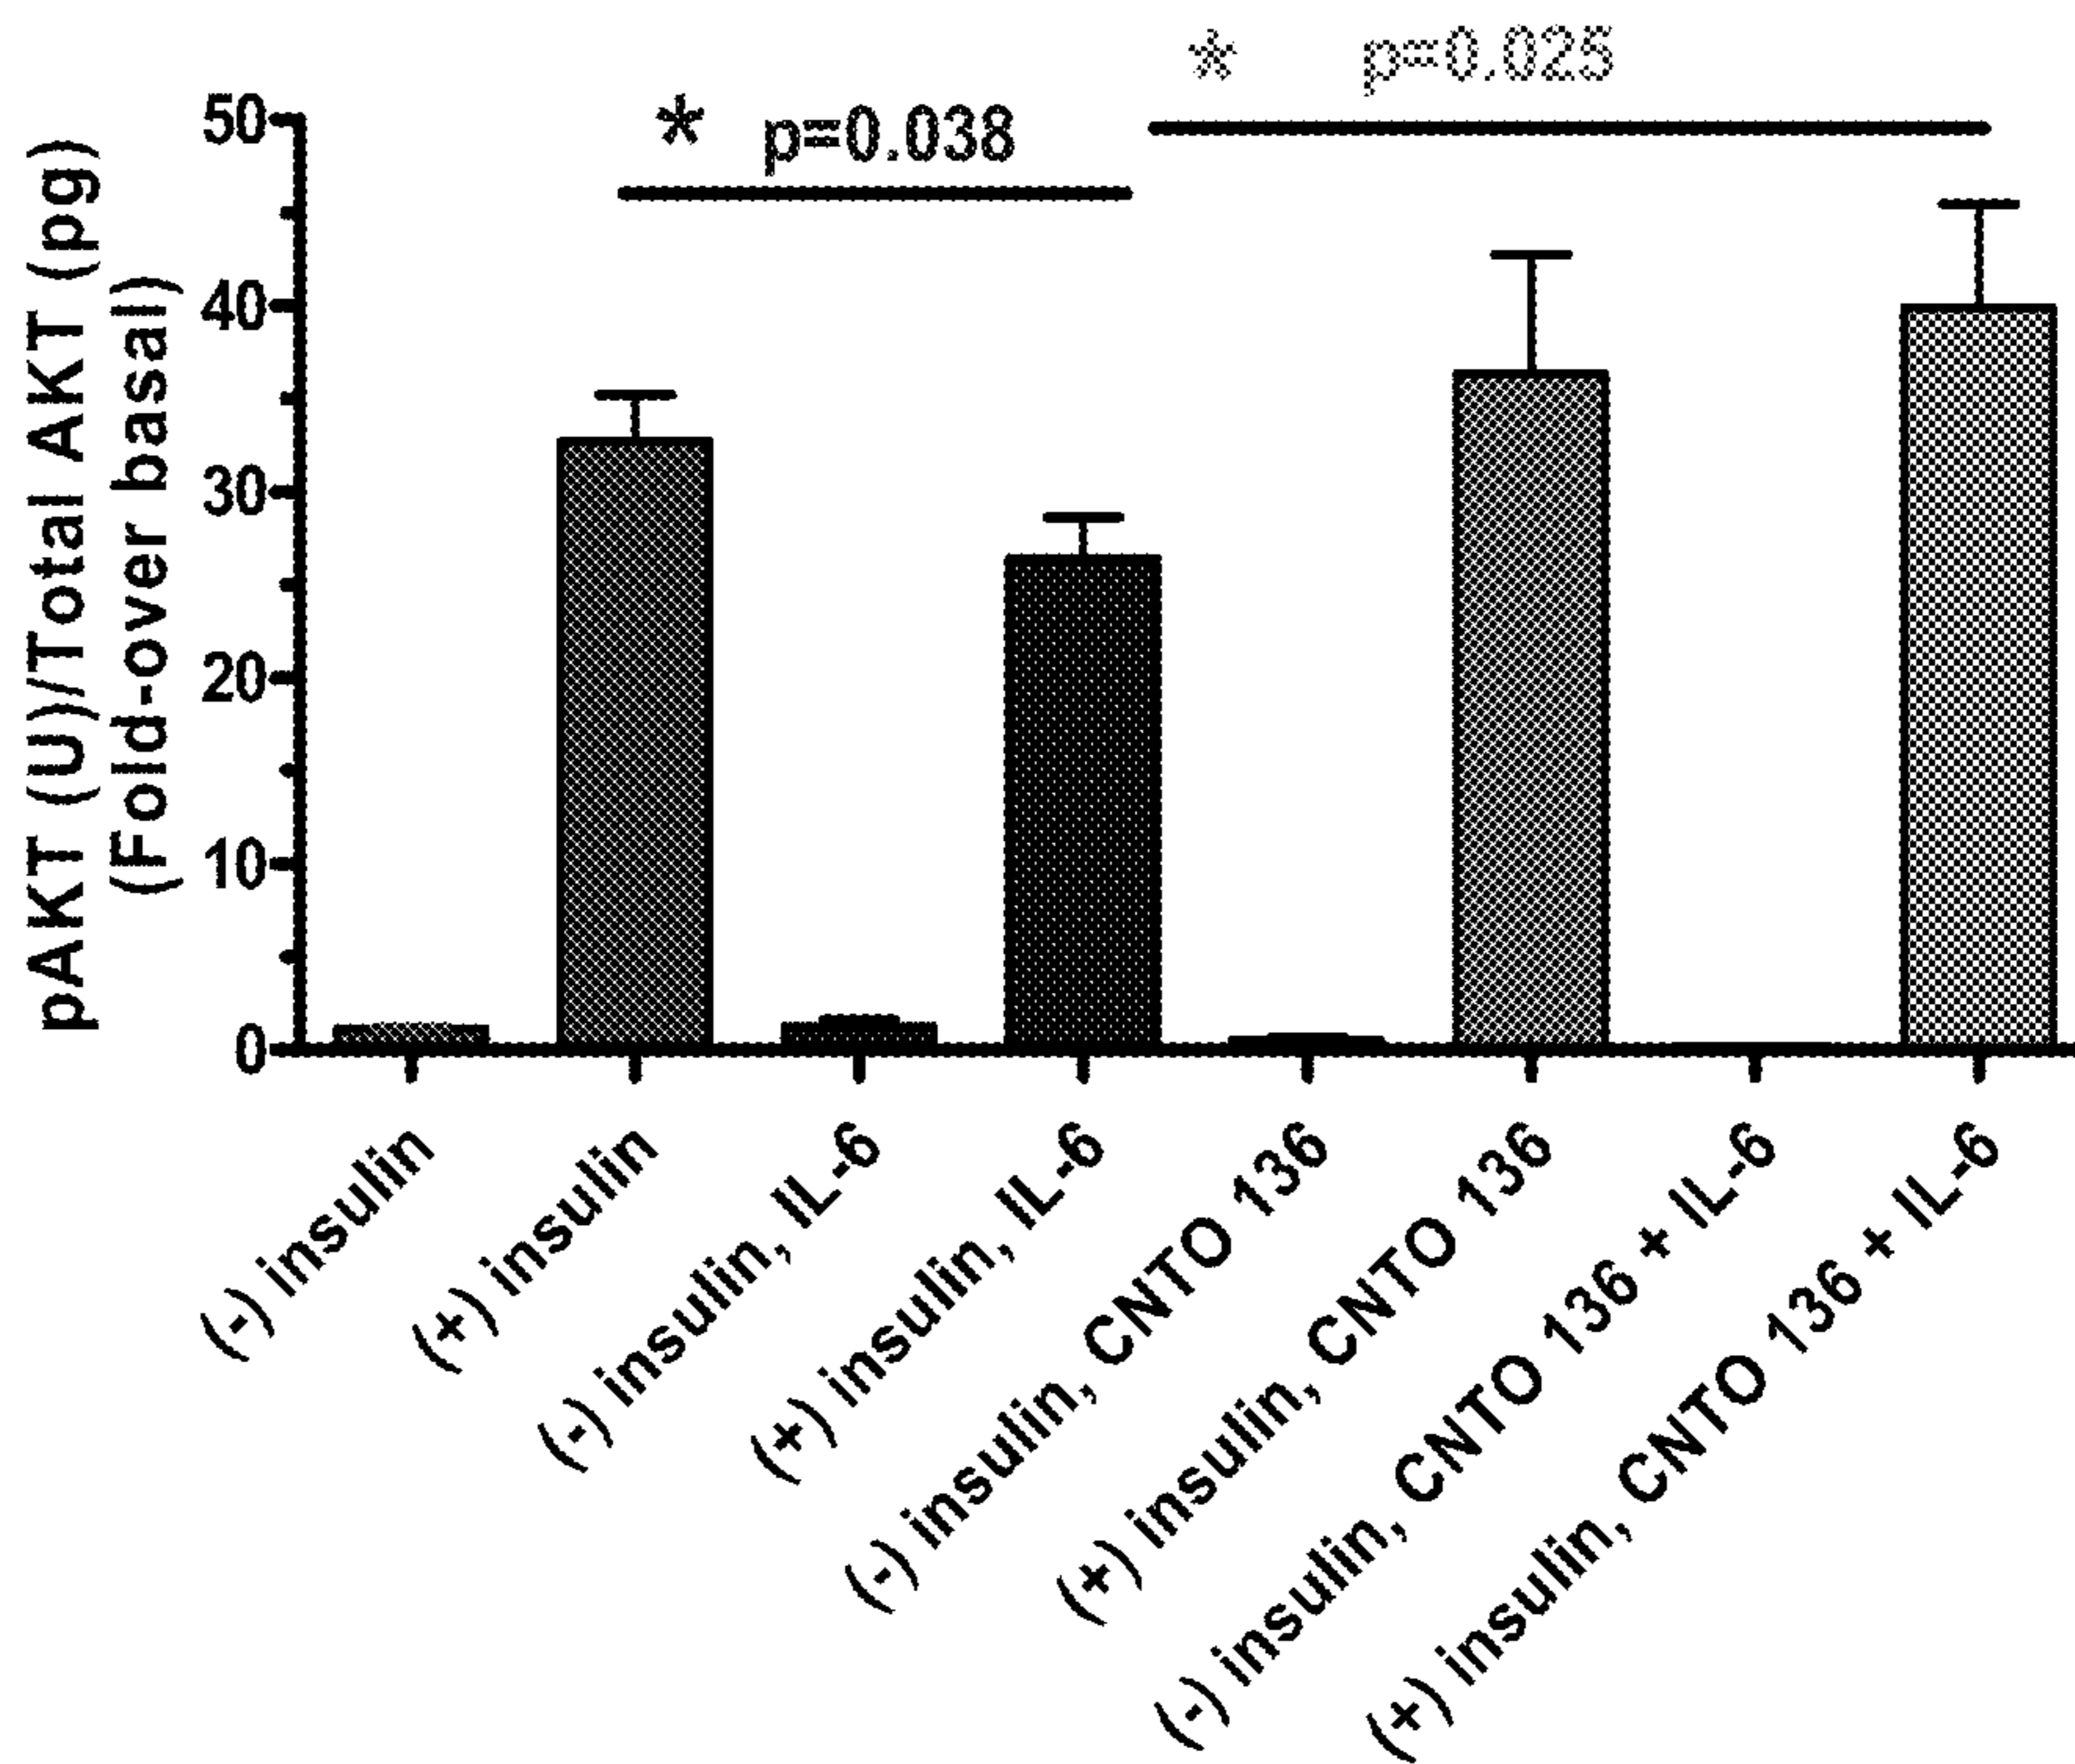 * p=0.025
* p=0.038
pAKT (U)/Total AKT (pg)
(Fold-over basal)
50
40
30
20
10
0
(-) insulin
(+) insulin
(-) insulin, IL-6
(+) insulin, IL-6
(-) insulin, CNTO 136
(+) insulin, CNTO 136
(-) insulin, CNTO 136 + IL-6
(+) insulin, CNTO 136 + IL-6